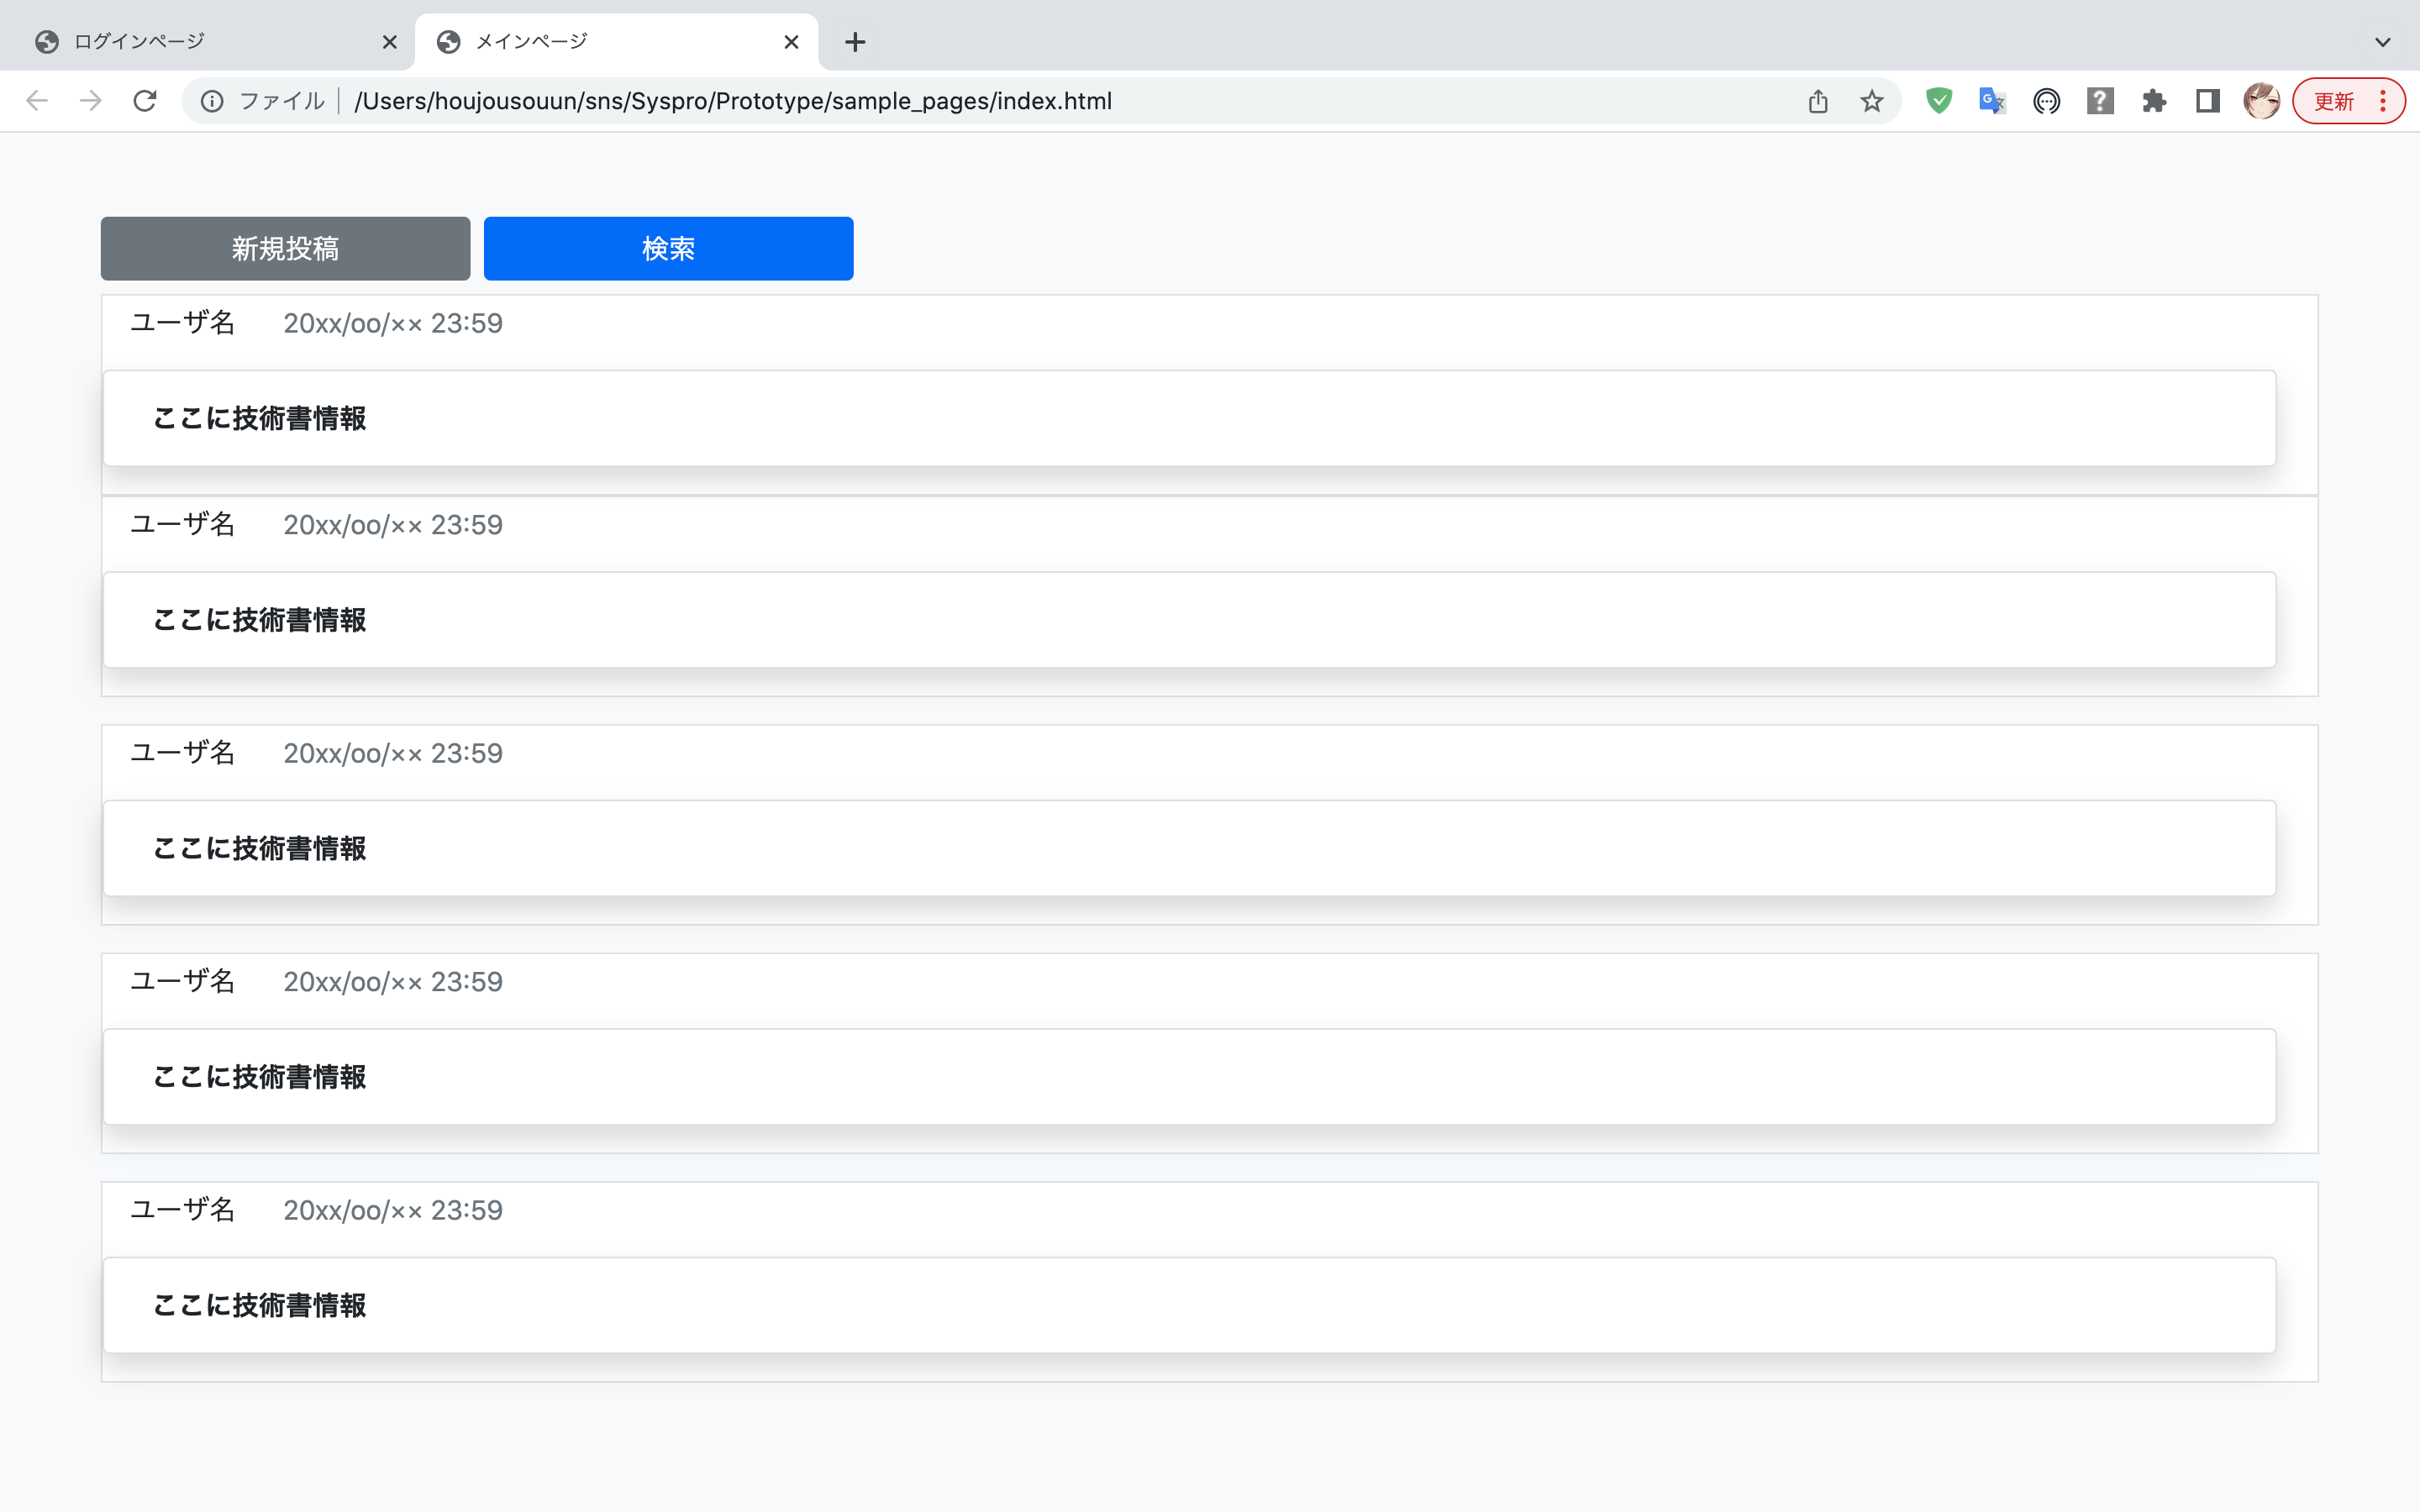 ログインページ
メインページ
ファイル /Users/houjousouun/sns/Syspro/Prototype/sample_pages/index.html
更新
新規投稿 検索
ユーザ名 20xx/oo/×× 23:59
ここに技術書情報
ユーザ名 20xx/oo/×× 23:59
ここに技術書情報
ユーザ名 20xx/oo/×× 23:59
ここに技術書情報
ユーザ名 20xx/oo/×× 23:59
ここに技術書情報
ユーザ名 20xx/oo/×× 23:59
ここに技術書情報